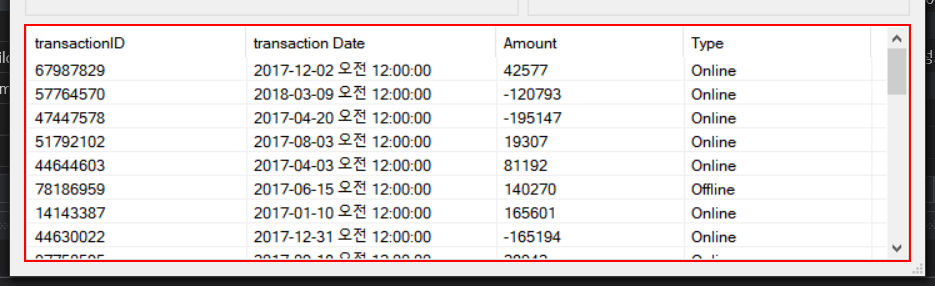 transactionID transaction Date Amount Type
67987829 2017-12-02 오전 12:00:00 42577 Online
57764570 2018-03-09 오전 12:00:00 -120793 Online
47447578 2017-04-20 오전 12:00:00 -195147 Online
51792102 2017-08-03 오전 12:00:00 19307 Online
44644603 2017-04-03 오전 12:00:00 81192 Online
78186959 2017-06-15 오전 12:00:00 140270 Offline
14143387 2017-01-10 오전 12:00:00 165601 Online
44630022 2017-12-31 오전 12:00:00 -165194 Online